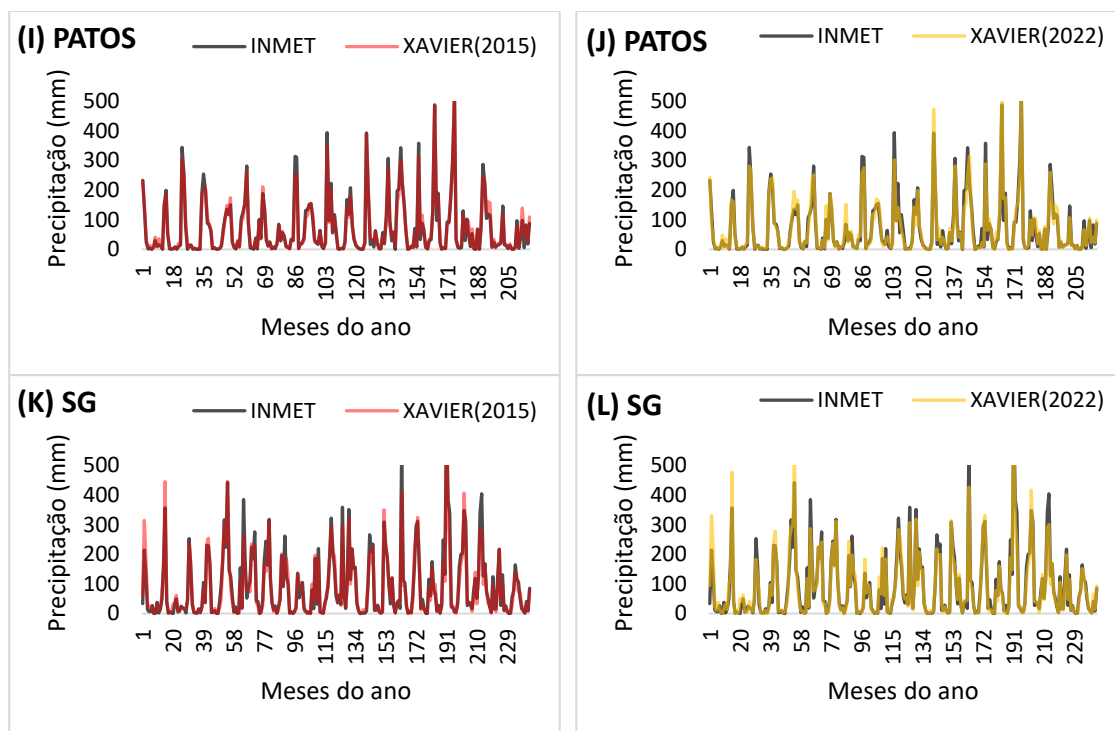 (I) PATOS
INMET XAVIER(2015)
Precipitação (mm)
500
400
300
200
100
0
1 18 35 52 69 86 103 120 137 154 171 188 205
Meses do ano
(J) PATOS
INMET XAVIER(2022)
Precipitação (mm)
500
400
300
200
100
0
1 18 35 52 69 86 103 120 137 154 171 188 205
Meses do ano
(K) SG
INMET XAVIER(2015)
Precipitação (mm)
500
400
300
200
100
0
1 20 39 58 77 96 115 134 153 172 191 210 229
Meses do ano
(L) SG
INMET XAVIER(2022)
Precipitação (mm)
500
400
300
200
100
0
1 20 39 58 77 96 115 134 153 172 191 210 229
Meses do ano